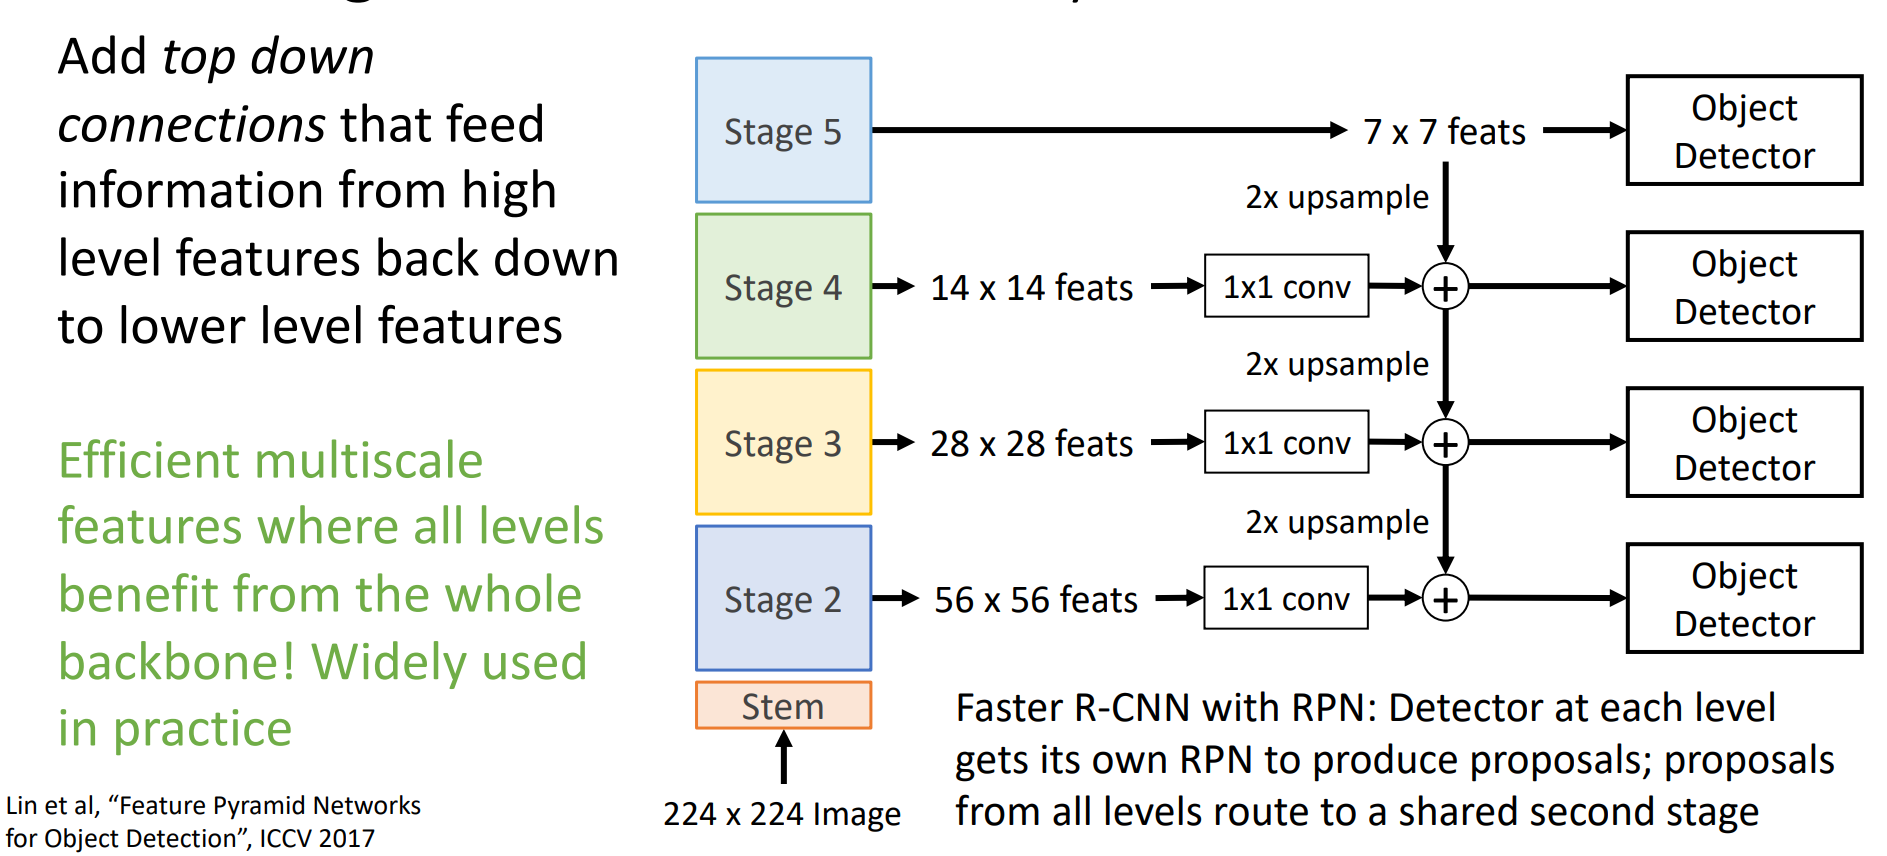 Add top down
connections that feed
information from high
level features back down
to lower level features
Efficient multiscale
features where all levels
benefit from the whole
backbone! Widely used
in practice
Lin et al, “Feature Pyramid Networks
for Object Detection”, ICCV 2017
Stage 5
7 x 7 feats
Object
Detector
2x upsample
Stage 4
14 x 14 feats
1x1 conv
+
Object
Detector
2x upsample
Stage 3
28 x 28 feats
1x1 conv
+
Object
Detector
2x upsample
Stage 2
56 x 56 feats
1x1 conv
+
Object
Detector
Stem
224 x 224 Image
Faster R-CNN with RPN: Detector at each level
gets its own RPN to produce proposals; proposals
from all levels route to a shared second stage